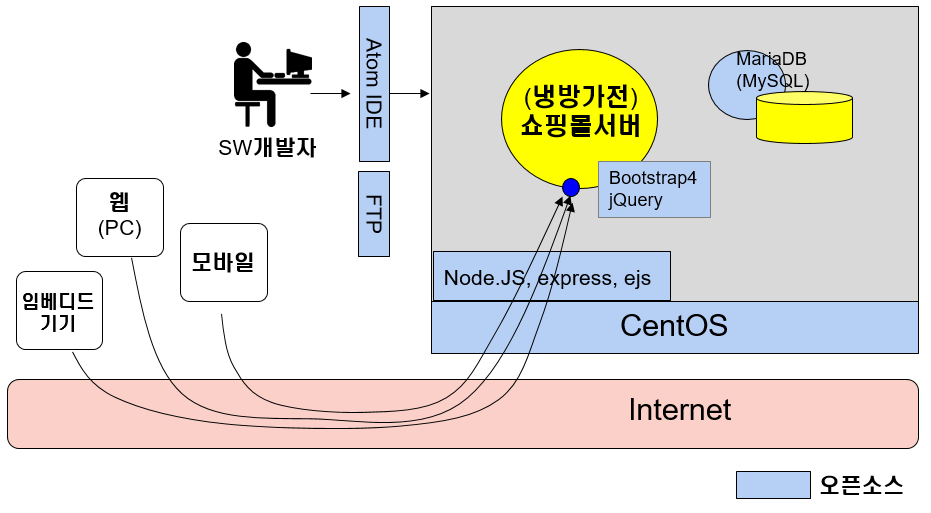 SW개발자
Atom IDE
FTP
(냉방가전)
쇼핑몰서버
MariaDB
(MySQL)
Bootstrap4
jQuery
Node.JS, express, ejs
CentOS
웹
(PC)
모바일
임베디드
기기
Internet
오픈소스